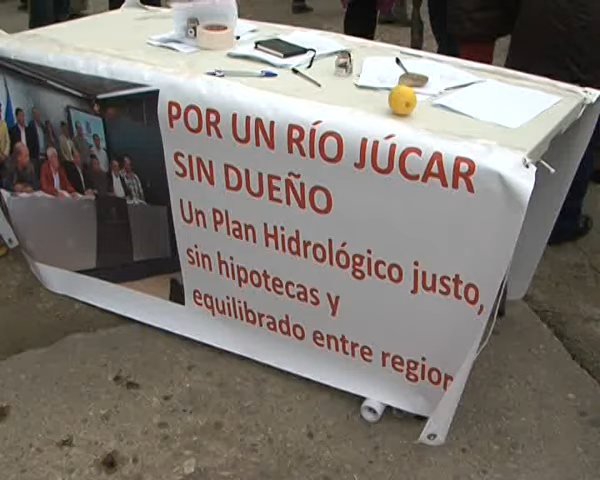 POR UN RÍO JÚCAR
SIN DUEÑO
Un Plan Hidrológico justo,
sin hipotecas y
equilibrado entre region